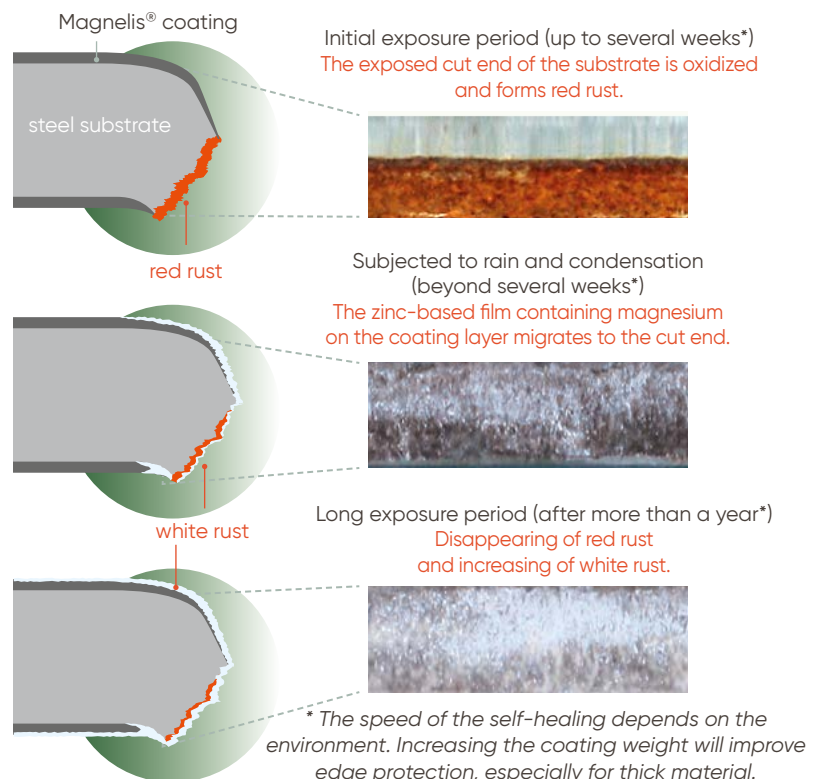 Magnelis® coating
Initial exposure period (up to several weeks*)
The exposed cut end of the substrate is oxidized
and forms red rust.
steel substrate
red rust
Subjected to rain and condensation
(beyond several weeks*)
The zinc-based film containing magnesium
on the coating layer migrates to the cut end.
white rust
Long exposure period (after more than a year*)
Disappearing of red rust
and increasing of white rust.
* The speed of the self-healing depends on the
environment. Increasing the coating weight will improve
edge protection, especially for thick material.